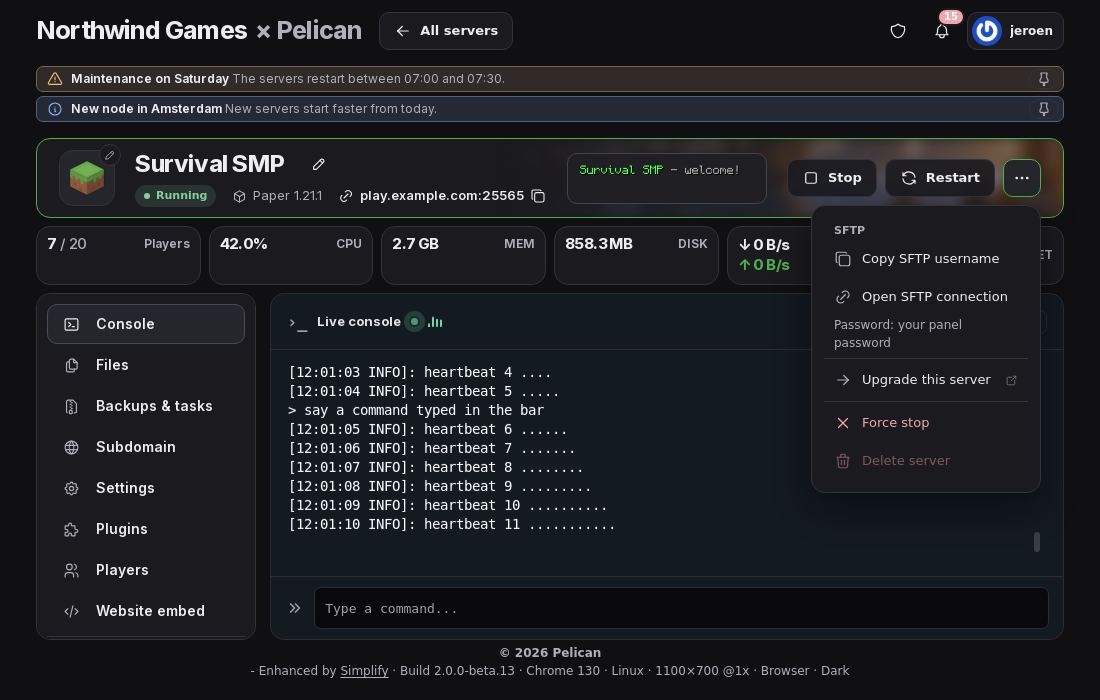 Northwind Games × Pelican
All servers
15
jeroen
Maintenance on Saturday The servers restart between 07:00 and 07:30.
New node in Amsterdam New servers start faster from today.
Survival SMP
Running
Paper 1.21.1
play.example.com:25565
Survival SMP — welcome!
Stop
Restart
7 / 20 Players
42.0% CPU
2.7 GB MEM
858.3 MB DISK
↓ 0 B/s
↑ 0 B/s
SFTP
Copy SFTP username
Open SFTP connection
Password: your panel
password
Upgrade this server
Force stop
Delete server
Console
Files
Backups & tasks
Subdomain
Settings
Plugins
Players
Website embed
Live console
[12:01:03 INFO]: heartbeat 4 ....
[12:01:04 INFO]: heartbeat 5 .....
> say a command typed in the bar
[12:01:05 INFO]: heartbeat 6 ......
[12:01:06 INFO]: heartbeat 7 .......
[12:01:07 INFO]: heartbeat 8 ........
[12:01:08 INFO]: heartbeat 9 .........
[12:01:09 INFO]: heartbeat 10 ..........
[12:01:10 INFO]: heartbeat 11 ...........
Type a command...
© 2026 Pelican
- Enhanced by Simplify · Build 2.0.0-beta.13 · Chrome 130 · Linux · 1100×700 @1x · Browser · Dark